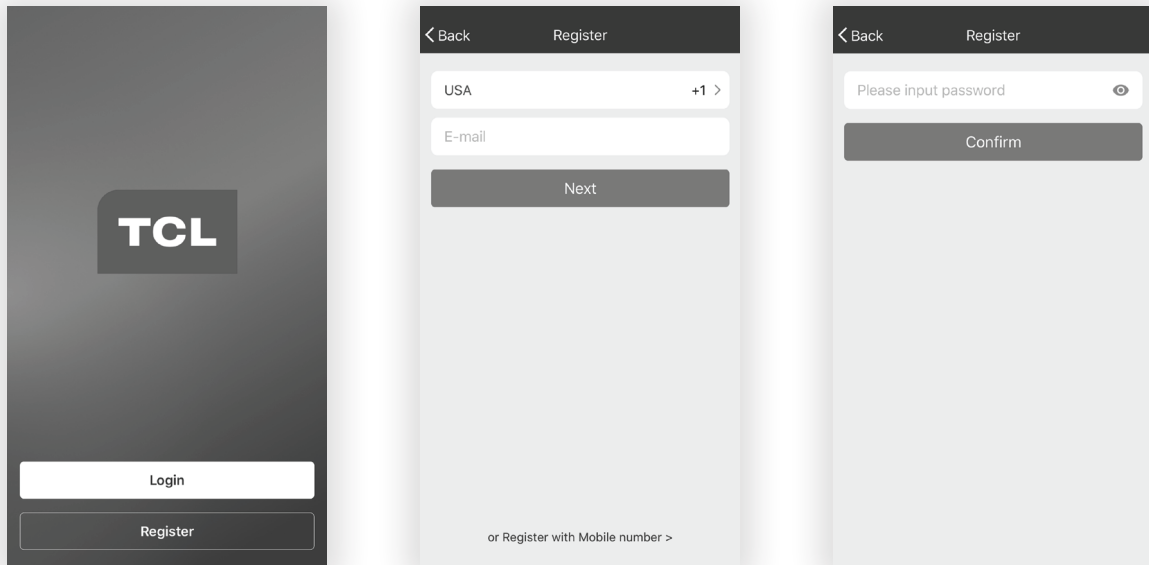 TCL
Login
Register
Back Register
USA +1 >
E-mail
Next
or Register with Mobile number >
Back Register
Please input password
Confirm